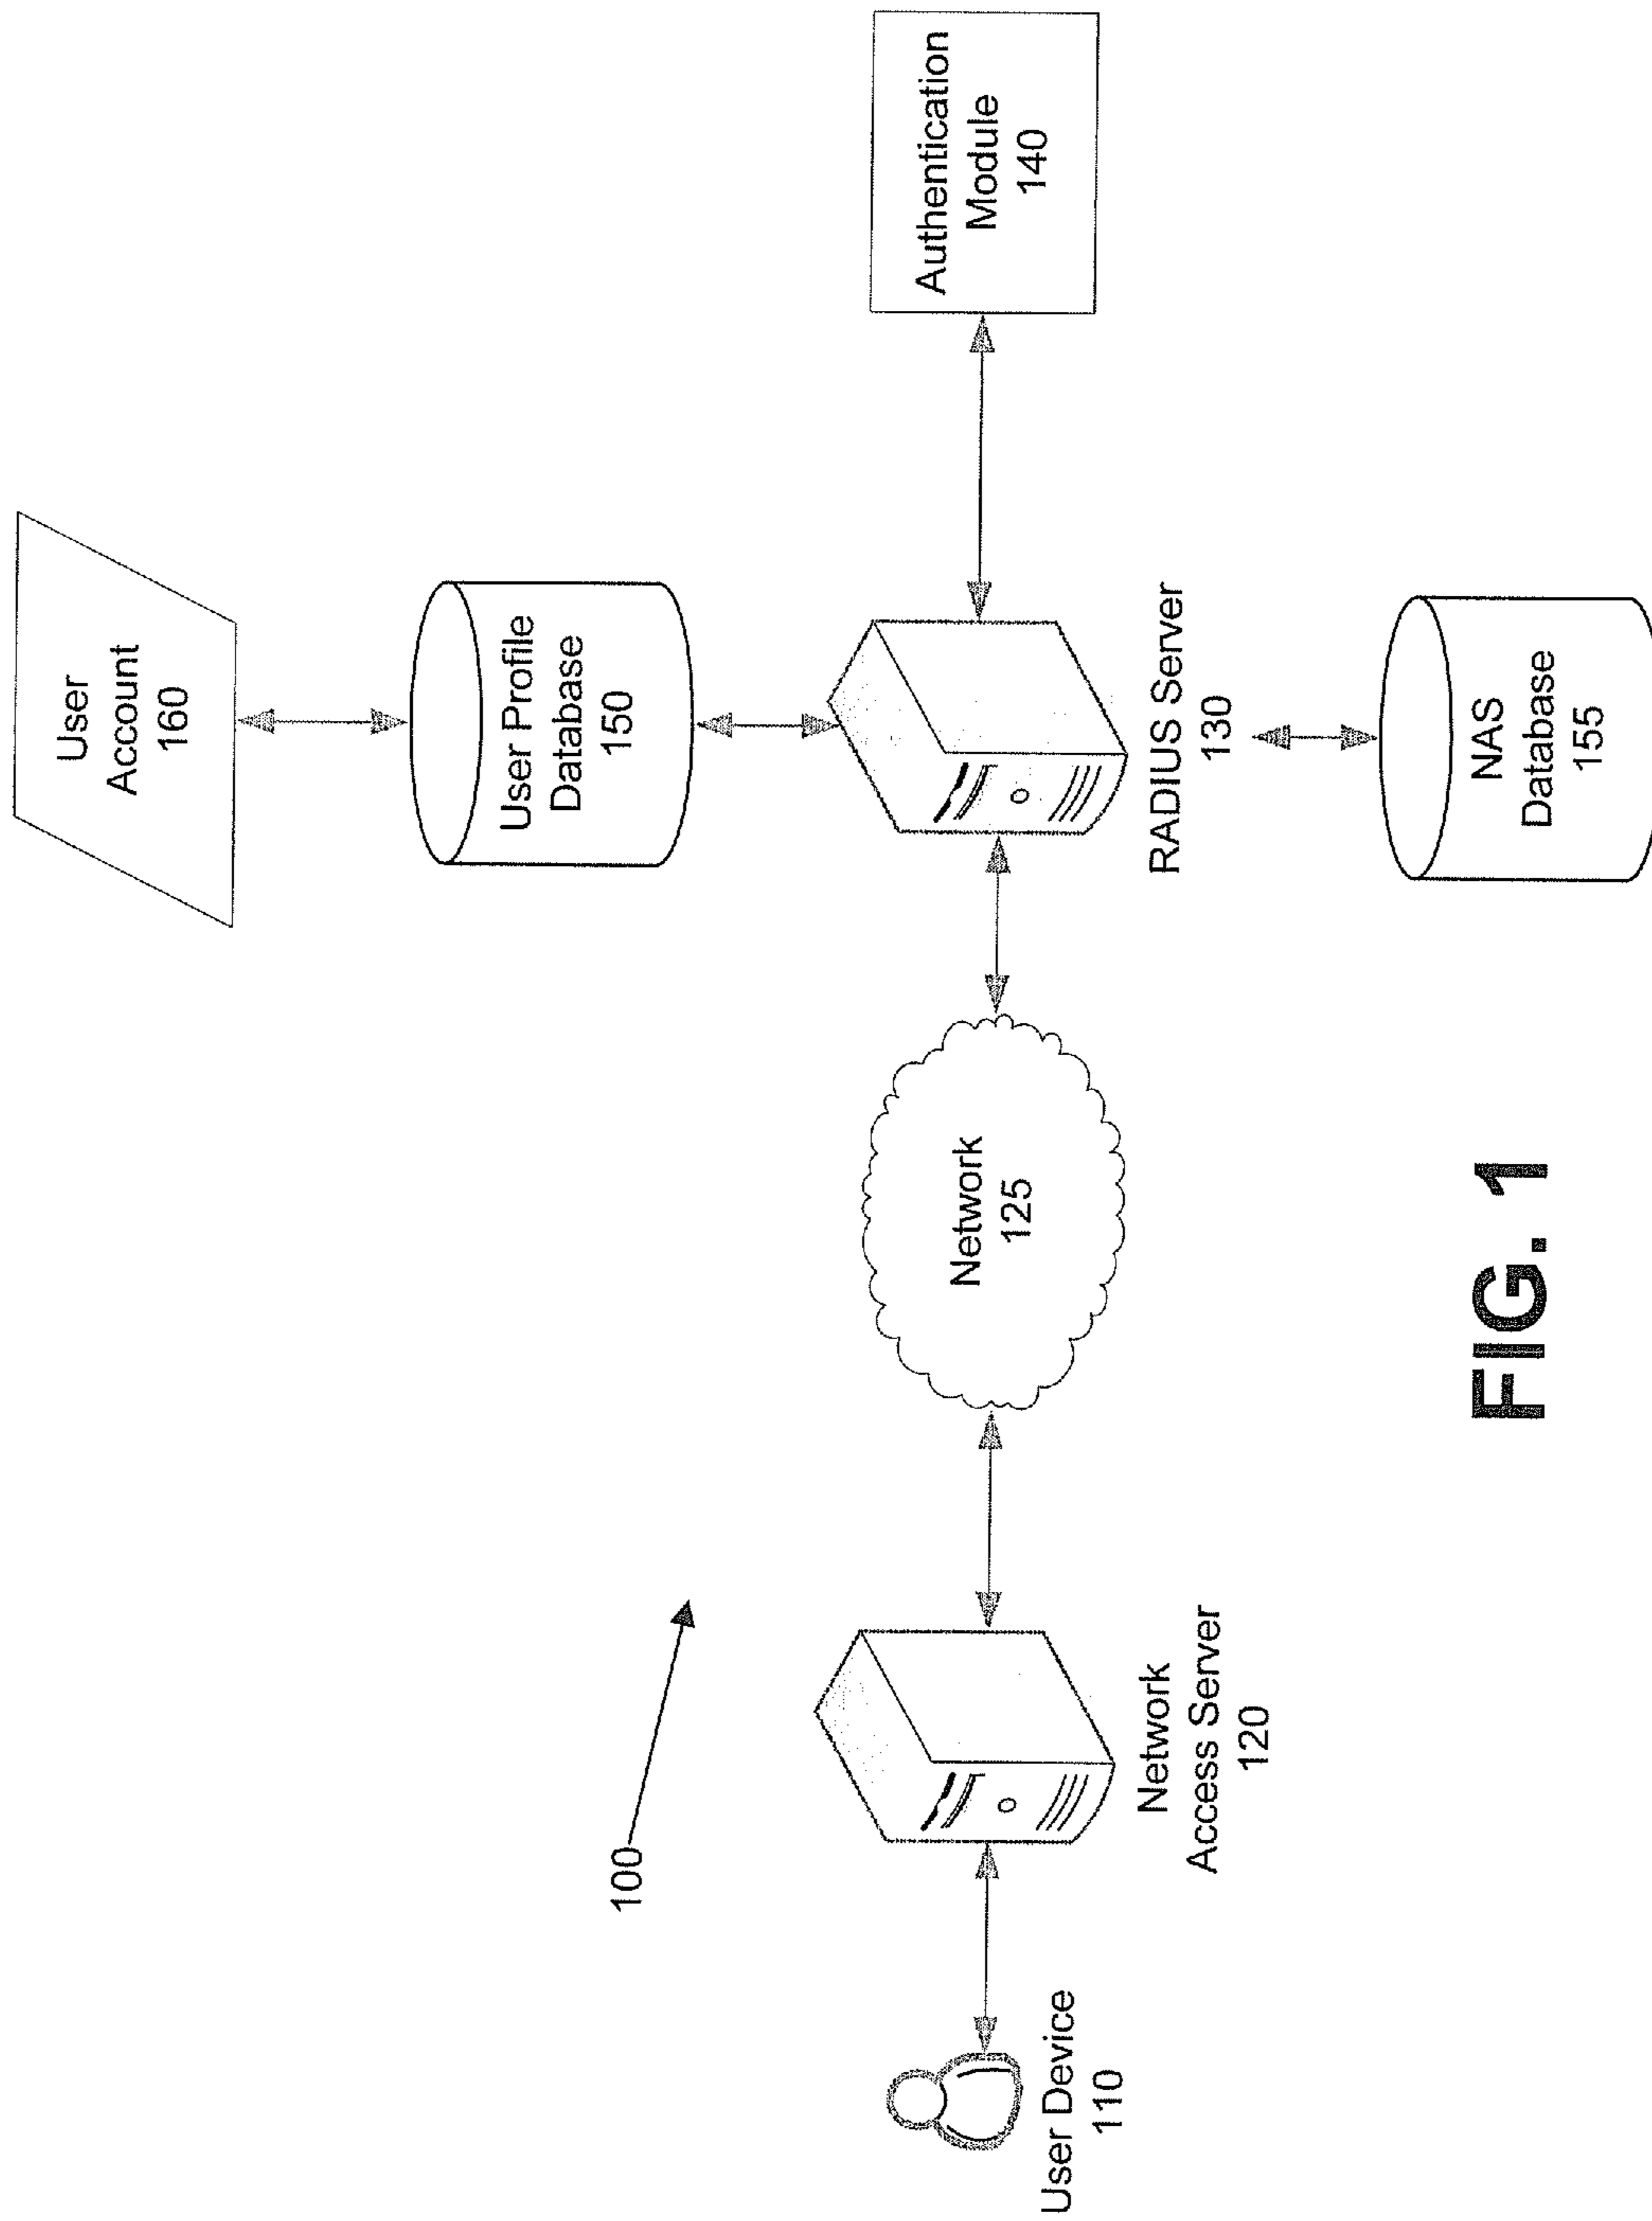 User
Account
160
User Profile
Database
150
100
Authentication
Module
140
Network
125
User Device
110
Network
Access Server
120
RADIUS Server
130
NAS
Database
155
FIG. 1